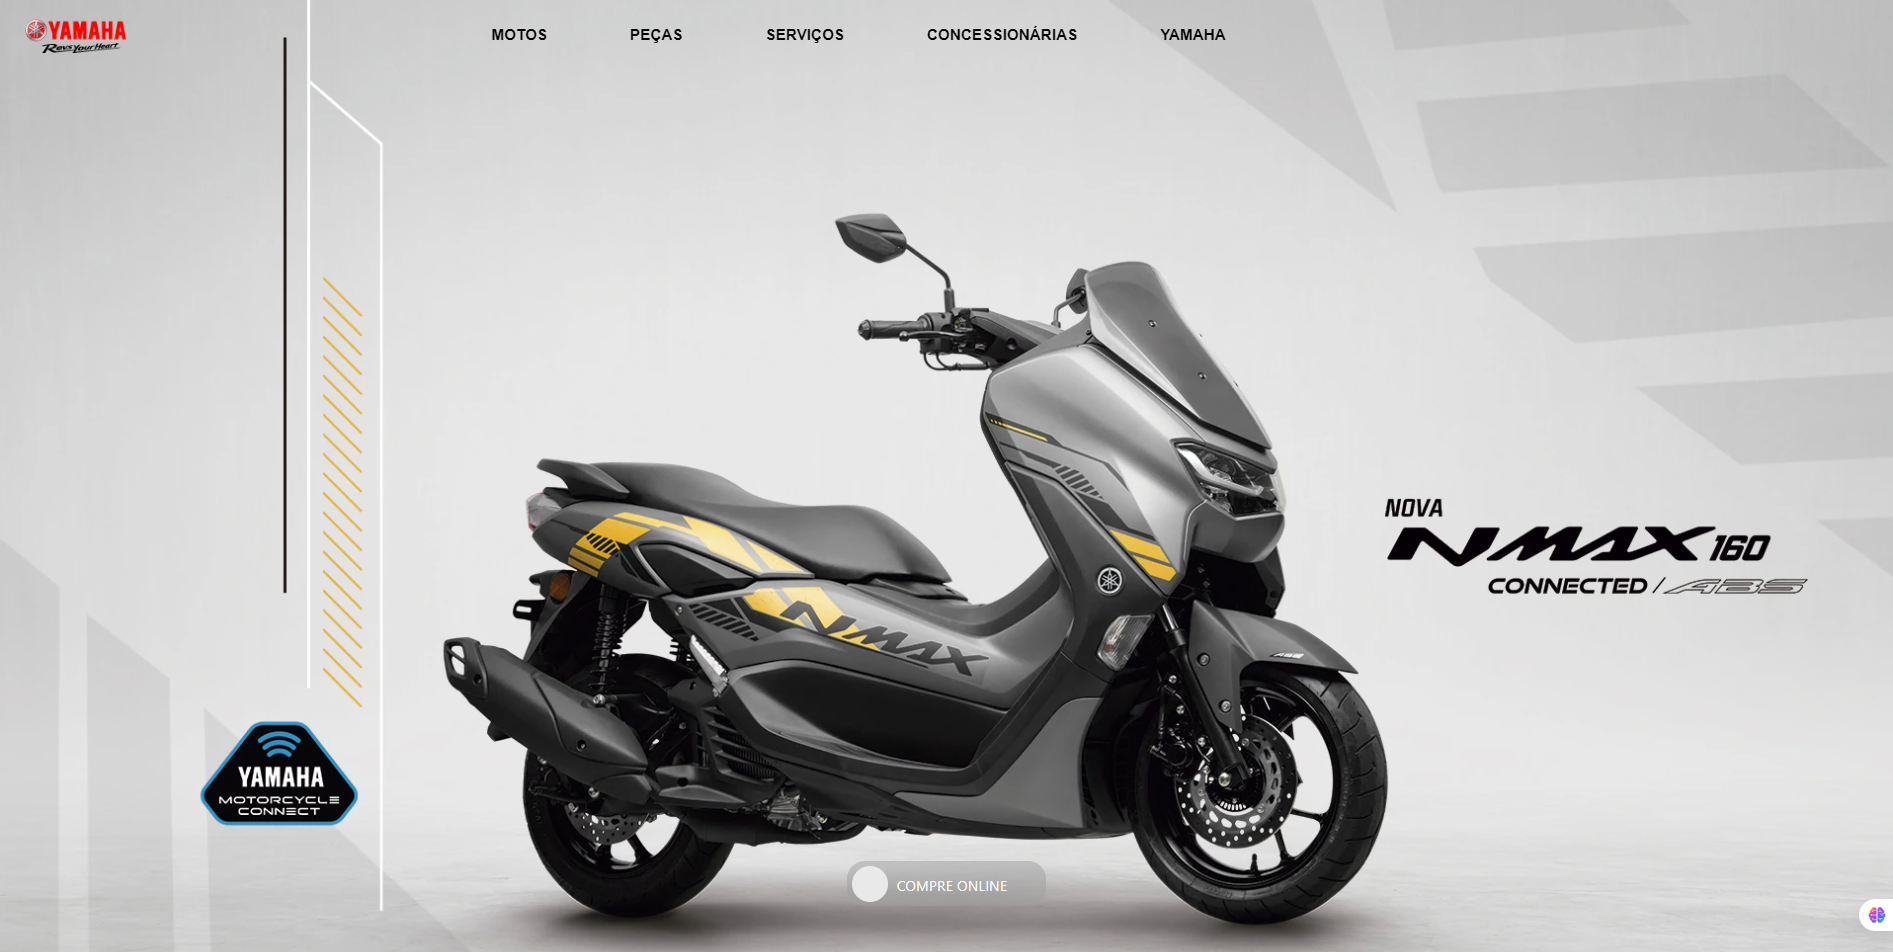 YAMAHA
Revs Your Heart
MOTOS
PEÇAS
SERVIÇOS
CONCESSIONÁRIAS
YAMAHA
NOVA
NMAX 160
CONNECTED / ABS
NMAX
ABS
YAMAHA
MOTORCYCLE
CONNECT
COMPRE ONLINE